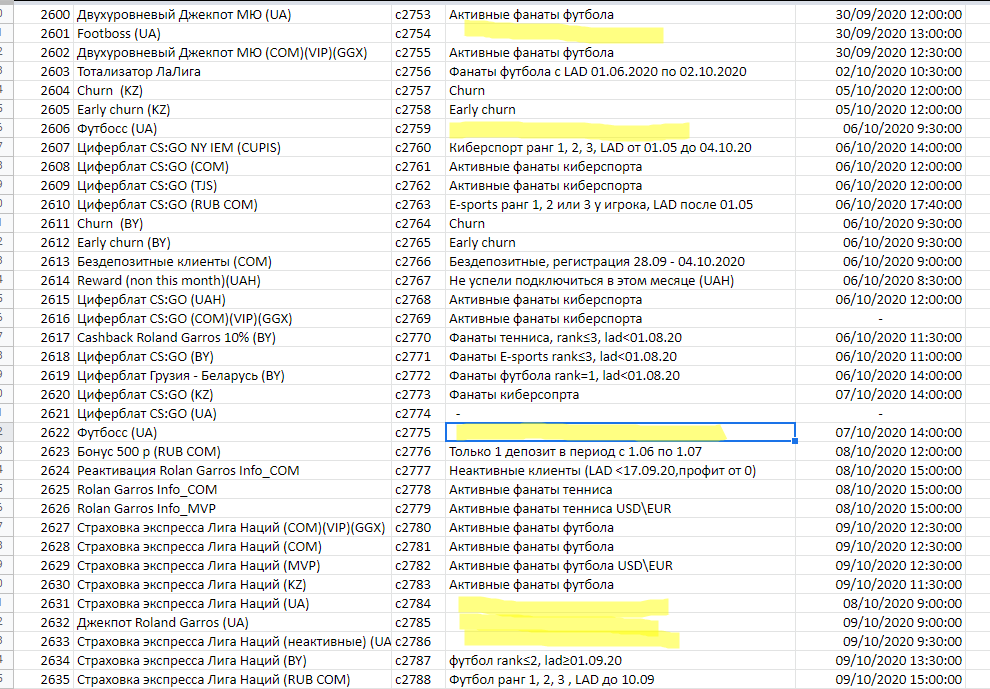 2600 Двухуровневый Джекпот МЮ (UA) c2753 Активные фанаты футбола 30/09/2020 12:00:00
2601 Footboss (UA) c2754 30/09/2020 13:00:00
2602 Двухуровневый Джекпот МЮ (COM)(VIP)(GGX) c2755 Активные фанаты футбола 30/09/2020 12:30:00
2603 Тотализатор ЛаЛига c2756 Фанаты футбола с LAD 01.06.2020 по 02.10.2020 02/10/2020 10:30:00
2604 Churn (KZ) c2757 Churn 05/10/2020 12:00:00
2605 Early churn (KZ) c2758 Early churn 05/10/2020 12:00:00
2606 Футбосс (UA) c2759 06/10/2020 9:30:00
2607 Циферблат CS:GO NY IEM (CUPIS) c2760 Киберспорт ранг 1, 2, 3, LAD от 01.05 до 04.10.20 06/10/2020 14:00:00
2608 Циферблат CS:GO (COM) c2761 Активные фанаты киберспорта 06/10/2020 12:00:00
2609 Циферблат CS:GO (TJS) c2762 Активные фанаты киберспорта 06/10/2020 12:00:00
2610 Циферблат CS:GO (RUB COM) c2763 E-sports ранг 1, 2 или 3 у игрока, LAD после 01.05 06/10/2020 17:40:00
2611 Churn (BY) c2764 Churn 06/10/2020 9:30:00
2612 Early churn (BY) c2765 Early churn 06/10/2020 9:30:00
2613 Бездепозитные клиенты (COM) c2766 Бездепозитные, регистрация 28.09 - 04.10.2020 06/10/2020 9:00:00
2614 Reward (non this month)(UAH) c2767 Не успели подключиться в этом месяце (UAH) 06/10/2020 8:30:00
2615 Циферблат CS:GO (UAH) c2768 Активные фанаты киберспорта 06/10/2020 12:00:00
2616 Циферблат CS:GO (COM)(VIP)(GGX) c2769 Активные фанаты киберспорта -
2617 Cashback Roland Garros 10% (BY) c2770 Фанаты тенниса, rank≤3, lad<01.08.20 06/10/2020 11:30:00
2618 Циферблат CS:GO (BY) c2771 Фанаты E-sports rank≤3, lad<01.08.20 06/10/2020 11:00:00
2619 Циферблат Грузия - Беларусь (BY) c2772 Фанаты футбола rank=1, lad<01.08.20 06/10/2020 14:00:00
2620 Циферблат CS:GO (KZ) c2773 Фанаты киберсопрта 07/10/2020 14:00:00
2621 Циферблат CS:GO (UA) c2774 - -
2622 Футбосс (UA) c2775 07/10/2020 14:00:00
2623 Бонус 500 р (RUB COM) c2776 Только 1 депозит в период с 1.06 по 1.07 08/10/2020 12:00:00
2624 Реактивация Rolan Garros Info_COM c2777 Неактивные клиенты (LAD <17.09.20,профит от 0) 08/10/2020 15:00:00
2625 Rolan Garros Info_COM c2778 Активные фанаты тенниса 08/10/2020 15:00:00
2626 Rolan Garros Info_MVP c2779 Активные фанаты тенниса USD\EUR 08/10/2020 15:00:00
2627 Страховка экспресса Лига Наций (COM)(VIP)(GGX) c2780 Активные фанаты футбола 09/10/2020 12:30:00
2628 Страховка экспресса Лига Наций (COM) c2781 Активные фанаты футбола 09/10/2020 12:30:00
2629 Страховка экспресса Лига Наций (MVP) c2782 Активные фанаты футбола USD\EUR 09/10/2020 12:30:00
2630 Страховка экспресса Лига Наций (KZ) c2783 Активные фанаты футбола 09/10/2020 11:30:00
2631 Страховка экспресса Лига Наций (UA) c2784 08/10/2020 9:00:00
2632 Джекпот Roland Garros (UA) c2785 09/10/2020 9:00:00
2633 Страховка экспресса Лига Наций (неактивные) (UA c2786 09/10/2020 9:30:00
2634 Страховка экспресса Лига Наций (BY) c2787 футбол rank≤2, lad≥01.09.20 09/10/2020 13:30:00
2635 Страховка экспресса Лига Наций (RUB COM) c2788 Футбол ранг 1, 2, 3 , LAD до 10.09 09/10/2020 15:00:00